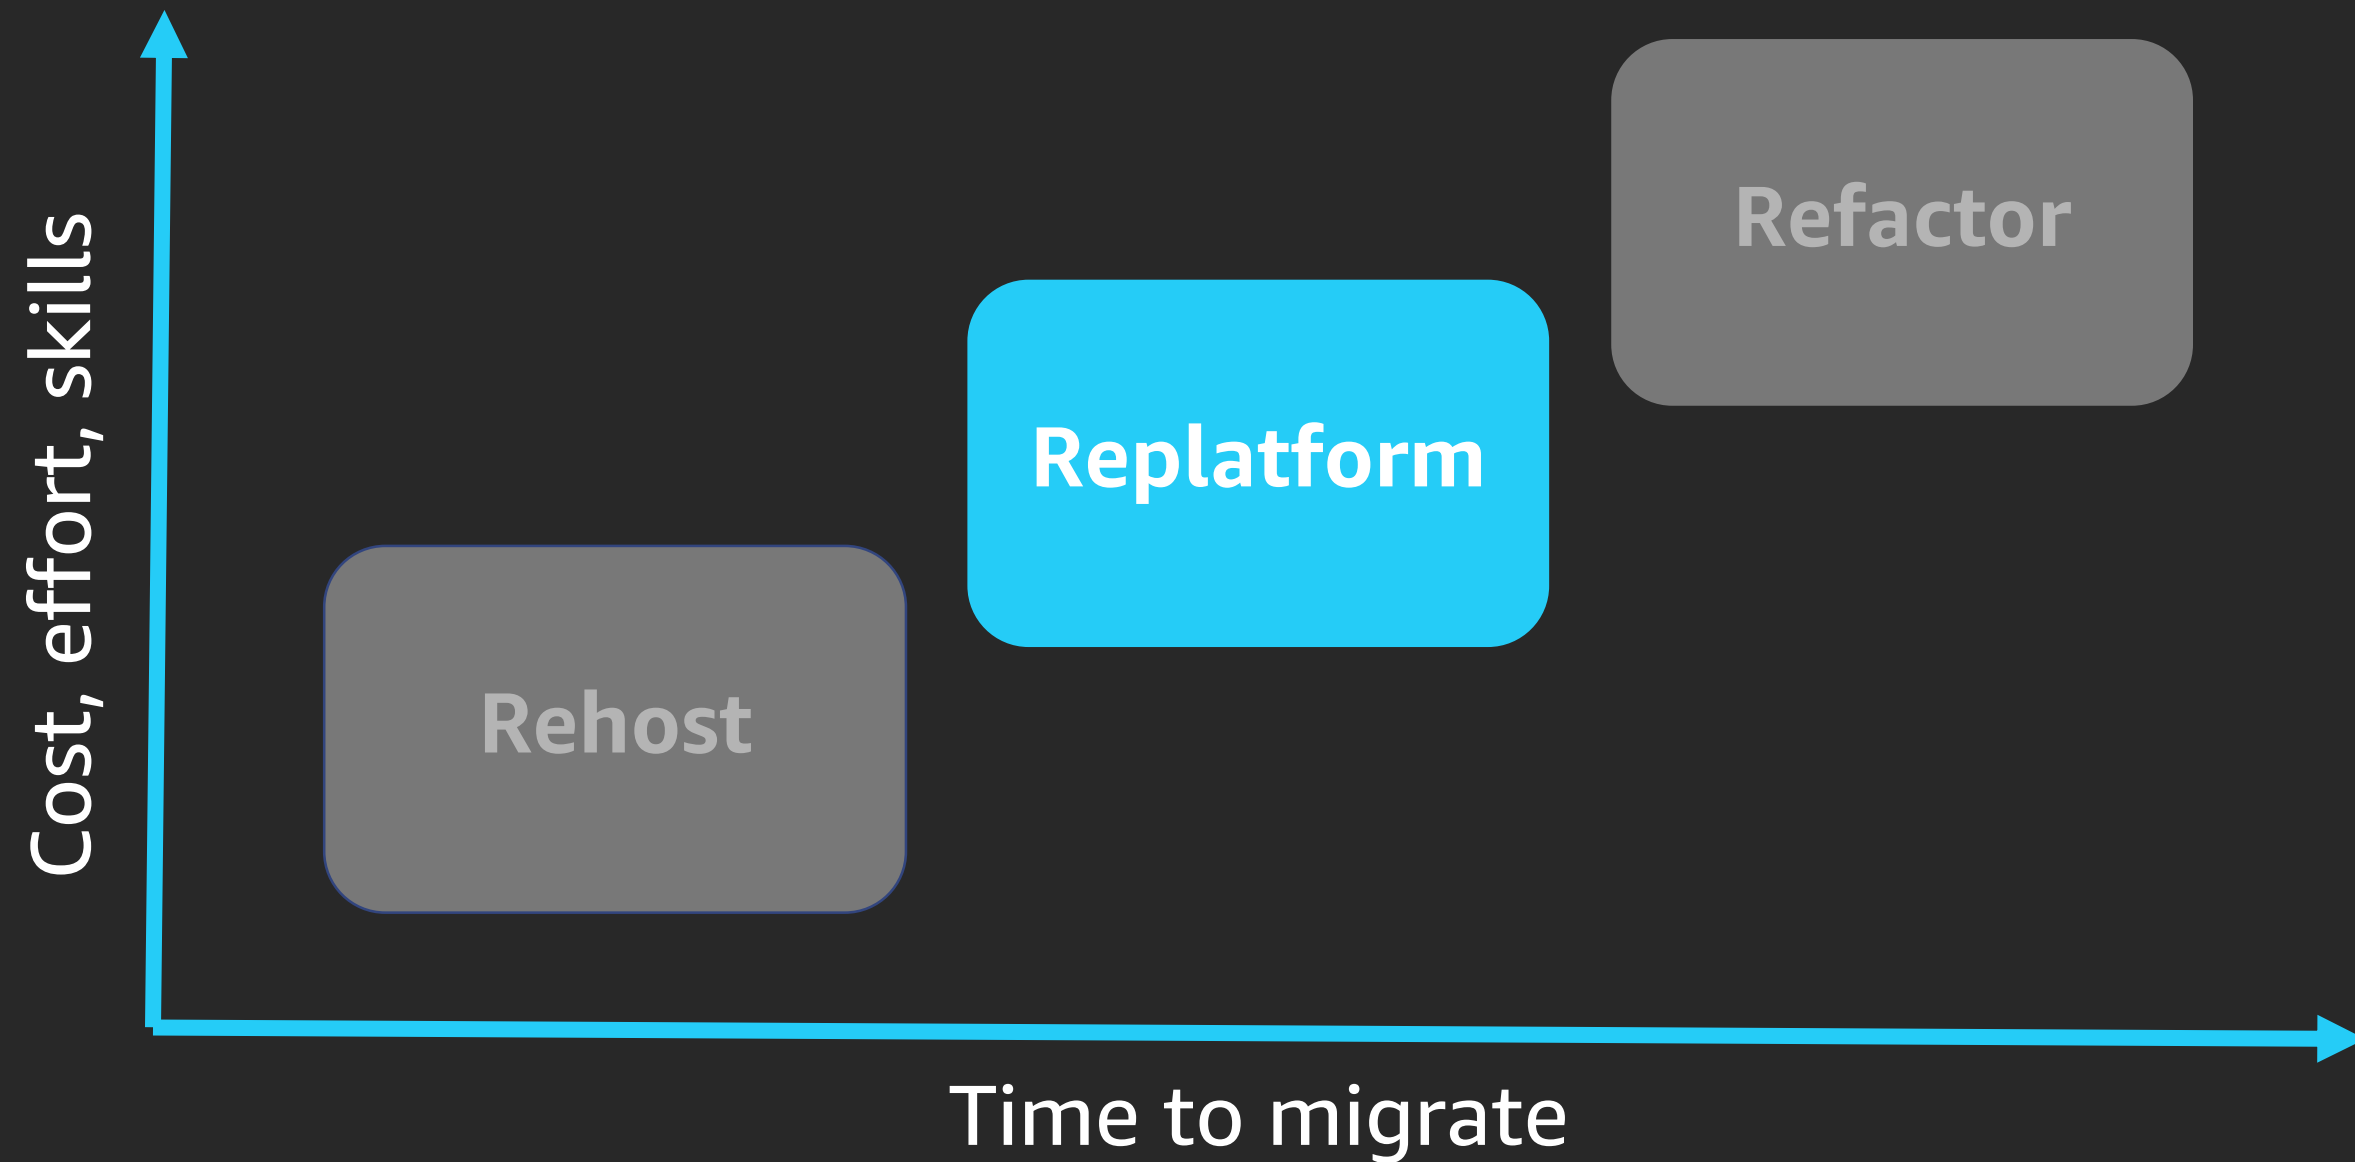 Refactor
Replatform
Rehost
Cost, effort, skills
Time to migrate